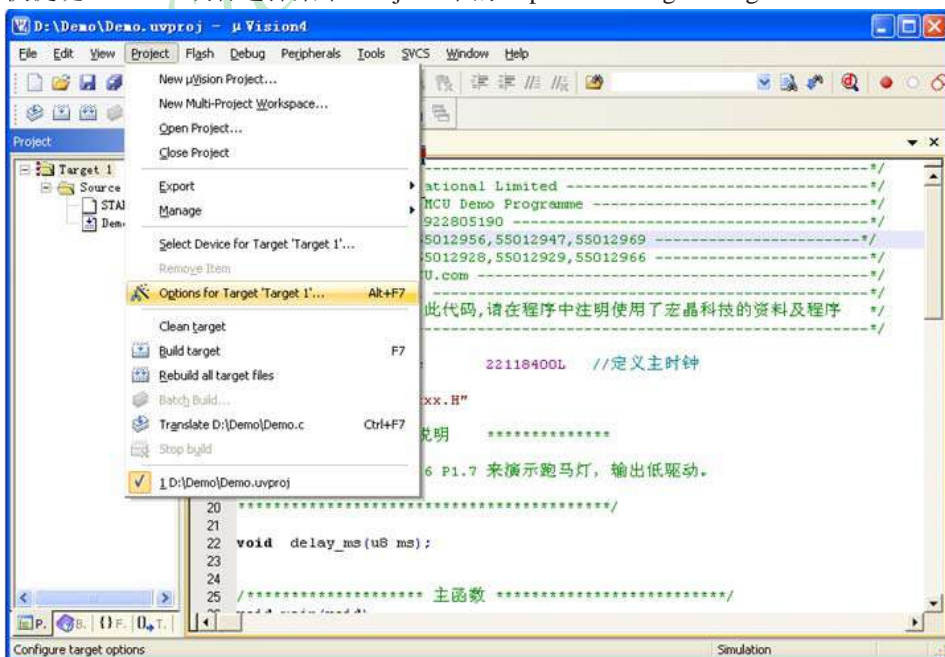 D:\Demo\Demo.uvproj - μVision4
File Edit View Project Flash Debug Peripherals Tools SVCS Window Help
Project
Target 1
Source
STA
Dem
New μVision Project...
New Multi-Project Workspace...
Open Project...
Close Project
Export
Manage
Select Device for Target 'Target 1'...
Remove Item
Options for Target 'Target 1'... Alt+F7
Clean target
Build target F7
Rebuild all target files
Batch Build...
Translate D:\Demo\Demo.c Ctrl+F7
Stop build
1 D:\Demo\Demo.uvproj
------------------------------------------------*/
ational Limited ---------------------------------*/
MCU Demo Programme ------------------------------*/
922805190 ---------------------------------------*/
5012956,55012947,55012969 -----------------------*/
5012928,55012929,55012966 -----------------------*/
U.com -------------------------------------------*/
------------------------------------------------*/
此代码,请在程序中注明使用了宏晶科技的资料及程序 */
------------------------------------------------*/
22118400L //定义主时钟
xx.H"
说明 **************
6 P1.7 来演示跑马灯, 输出低驱动。
20 ******************************************/
21
22 void delay_ms(u8 ms);
23
24
25 /******************** 主函数 **************************/
P. B. {} F. 0 T.
Configure target options Simulation